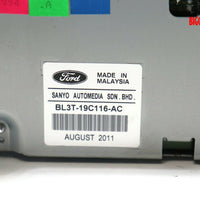 Ford
MADE IN
MALAYSIA
SANYO AUTOMEDIA SDN. BHD.
BL3T-19C116-AC
AUGUST 2011